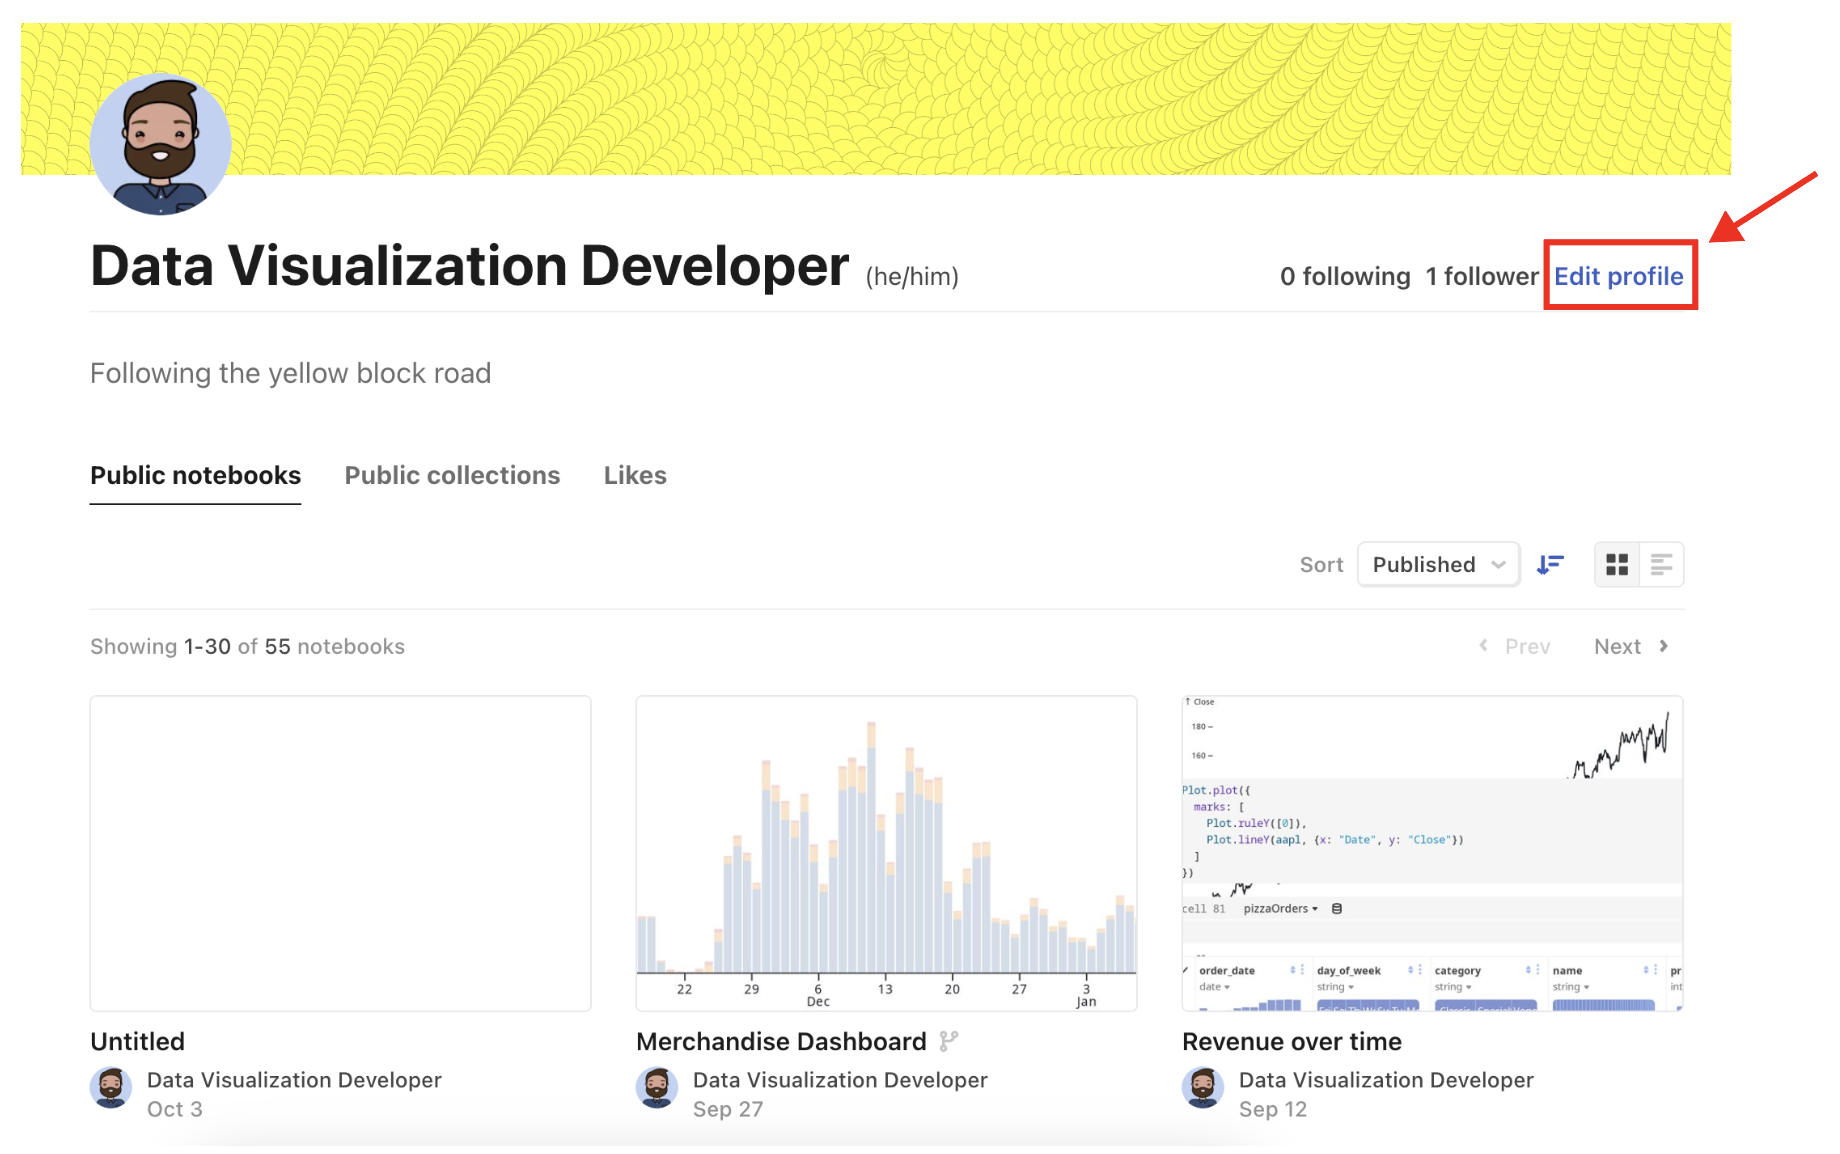 Data Visualization Developer (he/him)
0 following 1 follower Edit profile
Following the yellow block road
Public notebooks Public collections Likes
Sort Published
Showing 1-30 of 55 notebooks
Prev Next
22 29 6 13 20 27 3
Dec Jan
↑ Close
180
160
Plot.plot({
marks: [
Plot.ruleY([0]),
Plot.lineY(aapl, {x: "Date", y: "Close"})
]
})
cell 81 pizzaOrders
order_date day_of_week category name
date string string string
Untitled
Data Visualization Developer
Oct 3
Merchandise Dashboard
Data Visualization Developer
Sep 27
Revenue over time
Data Visualization Developer
Sep 12